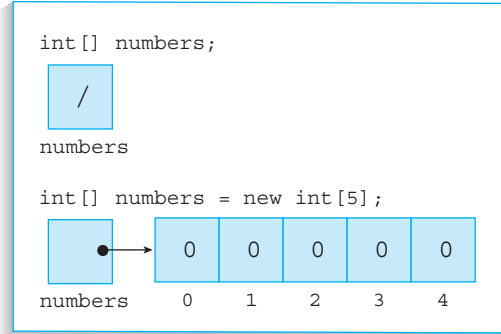 int[] numbers;
/
numbers
int[] numbers = new int[5];
0 0 0 0 0
numbers 0 1 2 3 4